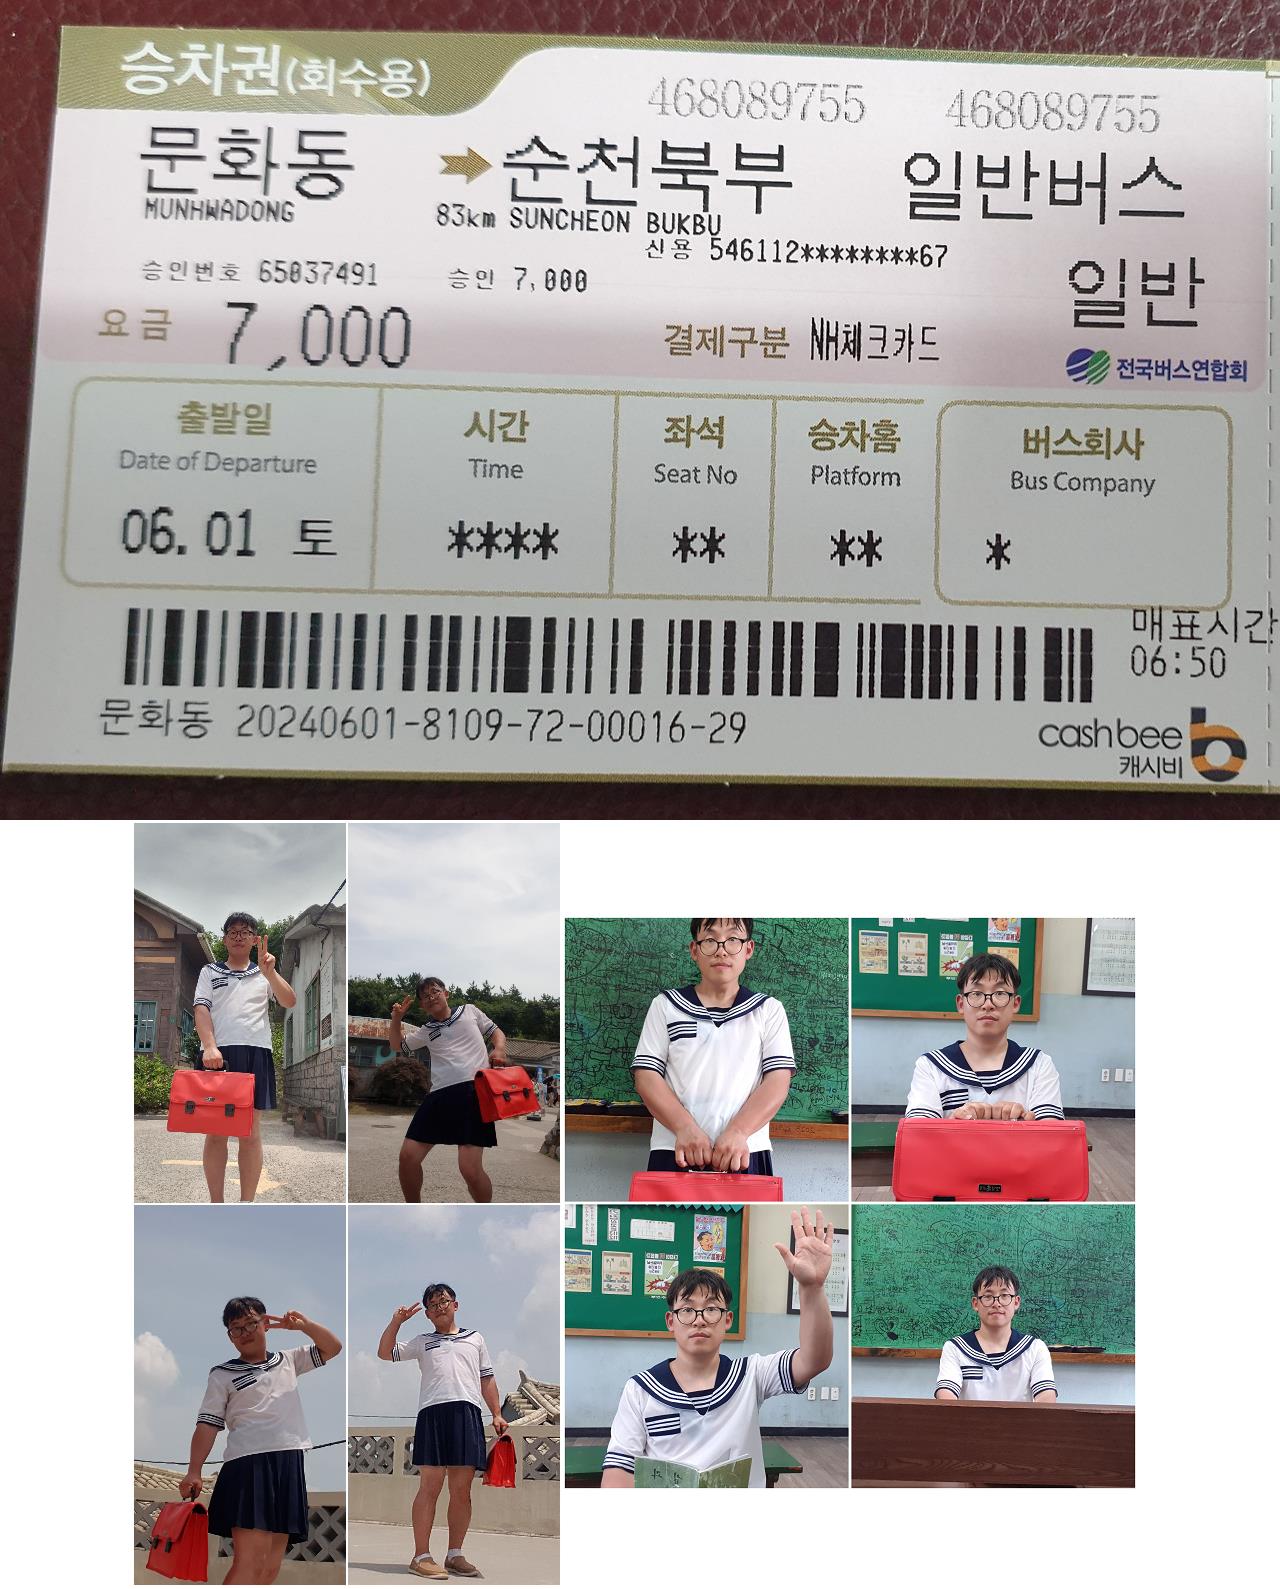 승차권(회수용)
468089755 468089755
문화동 순천북부 일반버스
MUNHWADONG 83km SUNCHEON BUKBU
신용 546112********67
승인번호 65037491 승인 7,000
일반
요금 7,000 결제구분 NH체크카드
전국버스연합회
출발일 시간 좌석 승차홈 버스회사
Date of Departure Time Seat No Platform Bus Company
06.01 토 **** ** ** *
매표시간
06:50
문화동 20240601-8109-72-00016-29
cashbee
캐시비